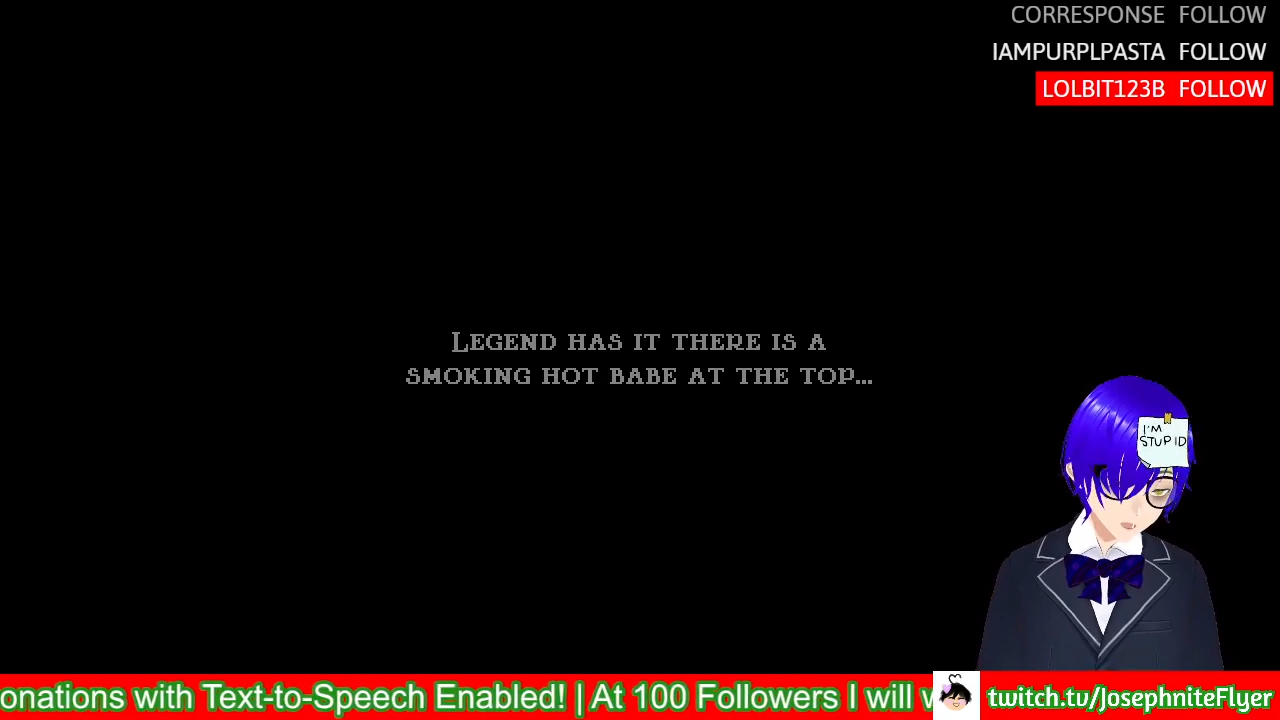 CORRESPONSE FOLLOW
IAMPURPLPASTA FOLLOW
LOLBIT123B FOLLOW
Legend has it there is a
smoking hot babe at the top...
I'M
STUPID
onations with Text-to-Speech Enabled! | At 100 Followers I will
twitch.tv/JosephniteFlyer